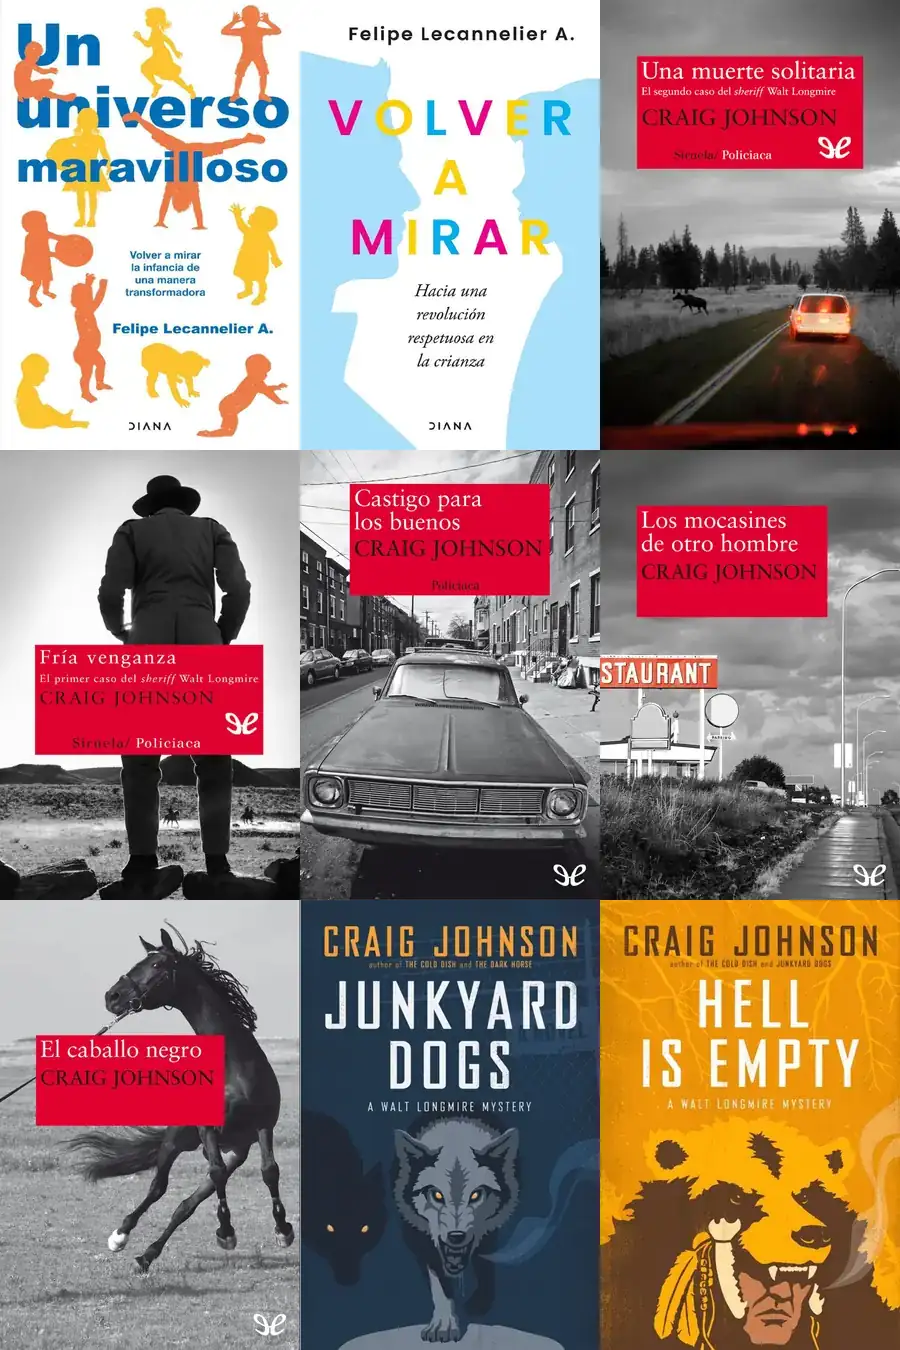 Un
universo
maravilloso
Volver a mirar
la infancia de
una manera
transformadora
Felipe Lecannelier A.
DIANA
Felipe Lecannelier A.
VOLVER
A
MIRAR
Hacia una
revolución
respetuosa en
la crianza
DIANA
Una muerte solitaria
El segundo caso del sheriff Walt Longmire
CRAIG JOHNSON
Siruela/ Policiaca
Fría venganza
El primer caso del sheriff Walt Longmire
CRAIG JOHNSON
Siruela/ Policiaca
Castigo para
los buenos
CRAIG JOHNSON
Policiaca
Los mocasines
de otro hombre
CRAIG JOHNSON
STAURANT
El caballo negro
CRAIG JOHNSON
CRAIG JOHNSON
author of THE COLD DISH and THE DARK HORSE
JUNKYARD
DOGS
A WALT LONGMIRE MYSTERY
CRAIG JOHNSON
author of THE COLD DISH and JUNKYARD DOGS
HELL
IS EMPTY
A WALT LONGMIRE MYSTERY